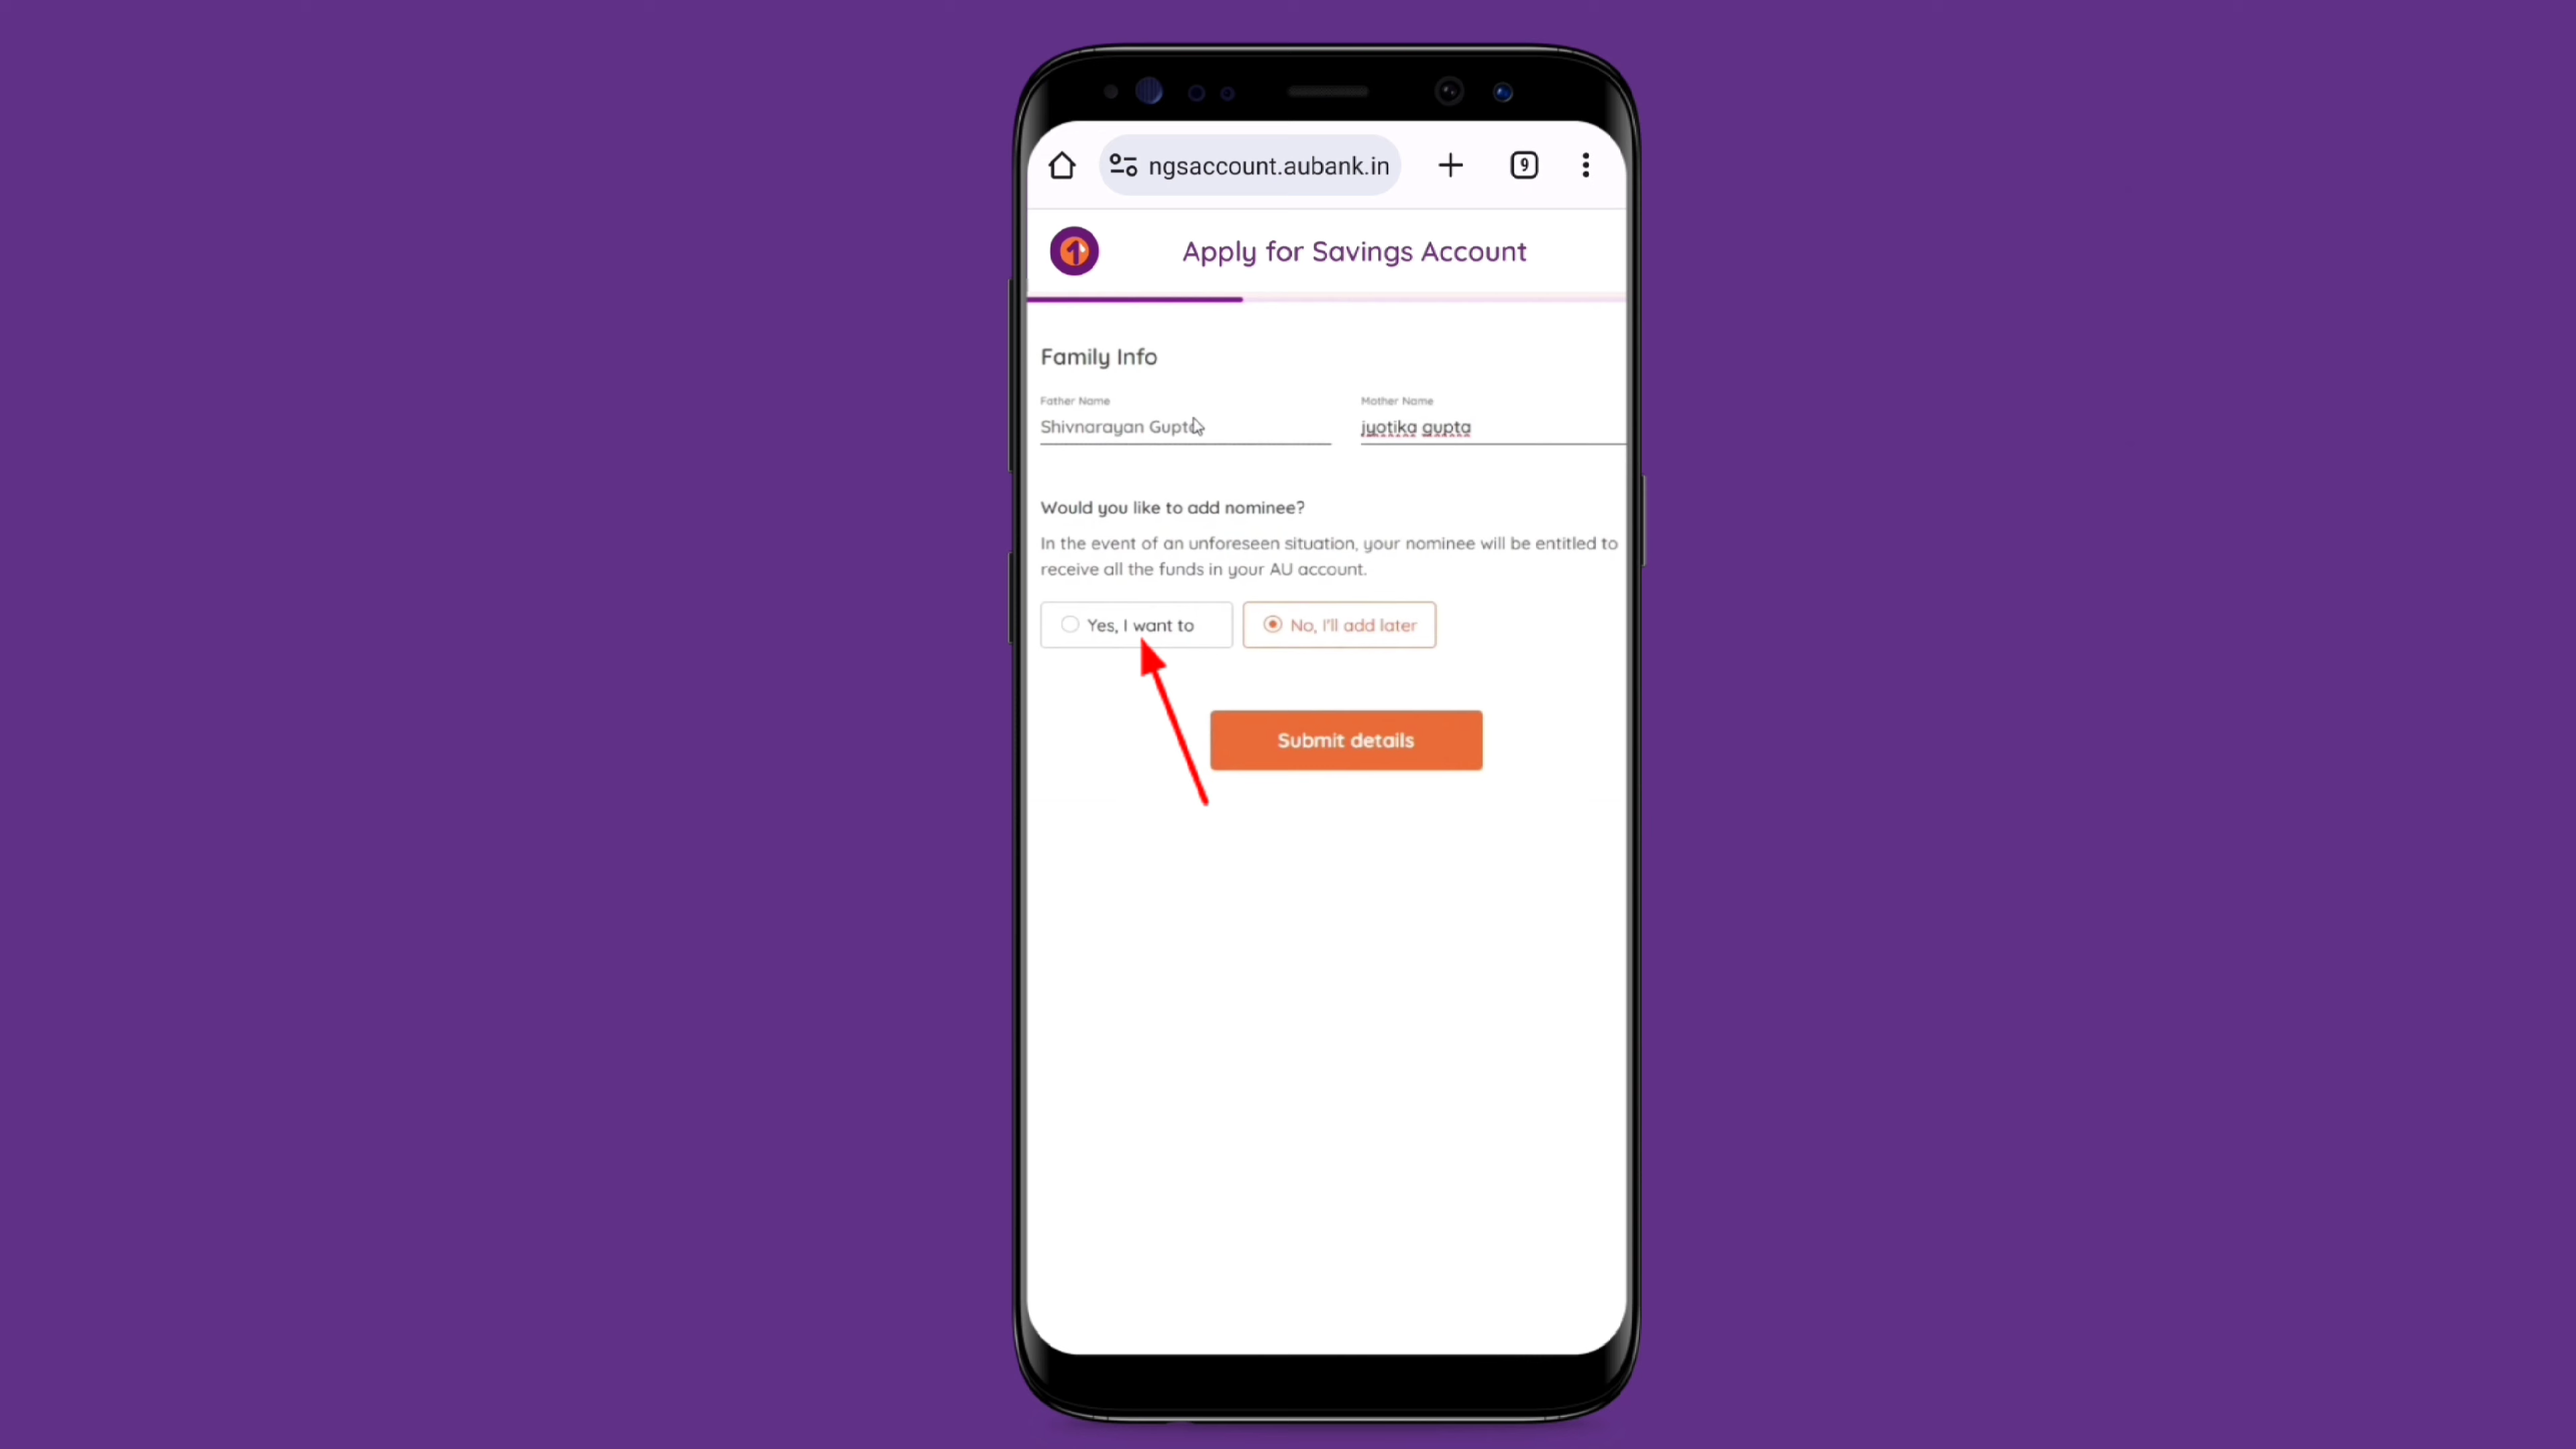 ngsaccount.aubank.in
9
Apply for Savings Account
Family Info
Father Name
Mother Name
Shivnarayan Gupta
jyotika gupta
Would you like to add nominee?
In the event of an unforeseen situation, your nominee will be entitled to
receive all the funds in your AU account.
Yes, I want to
No, I'll add later
Submit details